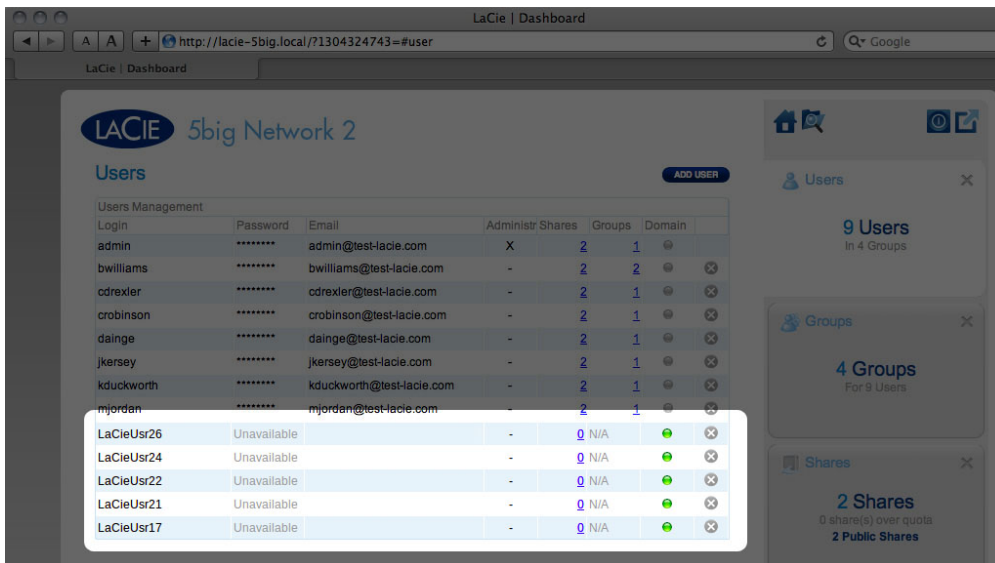 LaCie | Dashboard
A A + http://lacie-5big.local/?1304324743=#user Google
LaCie | Dashboard
LACIE 5big Network 2
Users
ADD USER
Users Management
Login Password Email Administr Shares Groups Domain
admin ******** admin@test-lacie.com X 2 1
bwilliams ******** bwilliams@test-lacie.com - 2 2
cdrexler ******** cdrexler@test-lacie.com - 2 1
crobinson ******** crobinson@test-lacie.com - 2 1
dainge ******** dainge@test-lacie.com - 2 1
jkersey ******** jkersey@test-lacie.com - 2 1
kduckworth ******** kduckworth@test-lacie.com - 2 1
mjordan ******** mjordan@test-lacie.com - 2 1
LaCieUsr26 Unavailable - 0 N/A
LaCieUsr24 Unavailable - 0 N/A
LaCieUsr22 Unavailable - 0 N/A
LaCieUsr21 Unavailable - 0 N/A
LaCieUsr17 Unavailable - 0 N/A
Users
9 Users
In 4 Groups
Groups
4 Groups
For 9 Users
Shares
2 Shares
0 share(s) over quota
2 Public Shares